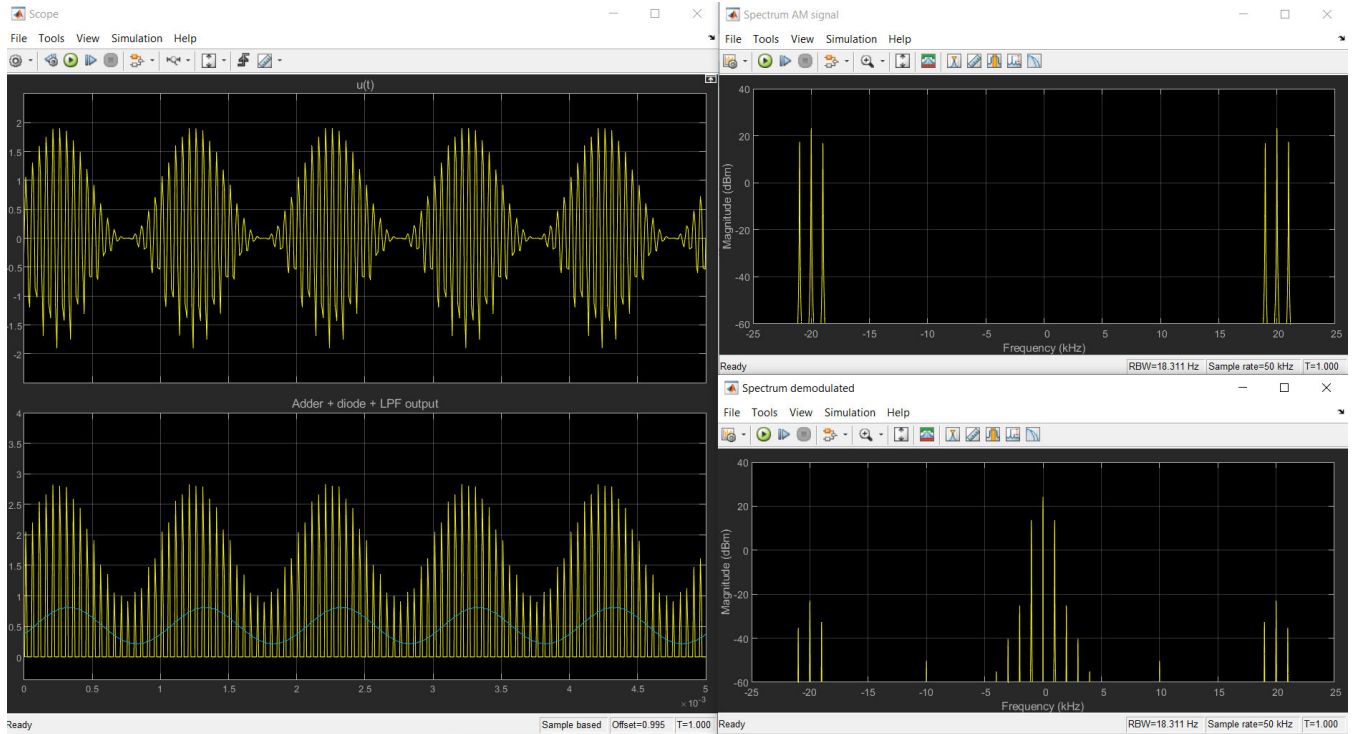 Scope
File Tools View Simulation Help
u(t)
2
1.5
1
0.5
0
-0.5
-1
-1.5
-2
Adder + diode + LPF output
4
3.5
3
2.5
2
1.5
1
0.5
0
0 0.5 1 1.5 2 2.5 3 3.5 4 4.5 5
×10-3
Ready Sample based Offset=0.995 T=1.000
Spectrum AM signal
File Tools View Simulation Help
Magnitude (dBm)
40
20
0
-20
-40
-60
-25 -20 -15 -10 -5 0 5 10 15 20 25
Frequency (kHz)
Ready RBW=18.311 Hz Sample rate=50 kHz T=1.000
Spectrum demodulated
File Tools View Simulation Help
Magnitude (dBm)
40
20
0
-20
-40
-60
-25 -20 -15 -10 -5 0 5 10 15 20 25
Frequency (kHz)
Ready RBW=18.311 Hz Sample rate=50 kHz T=1.000